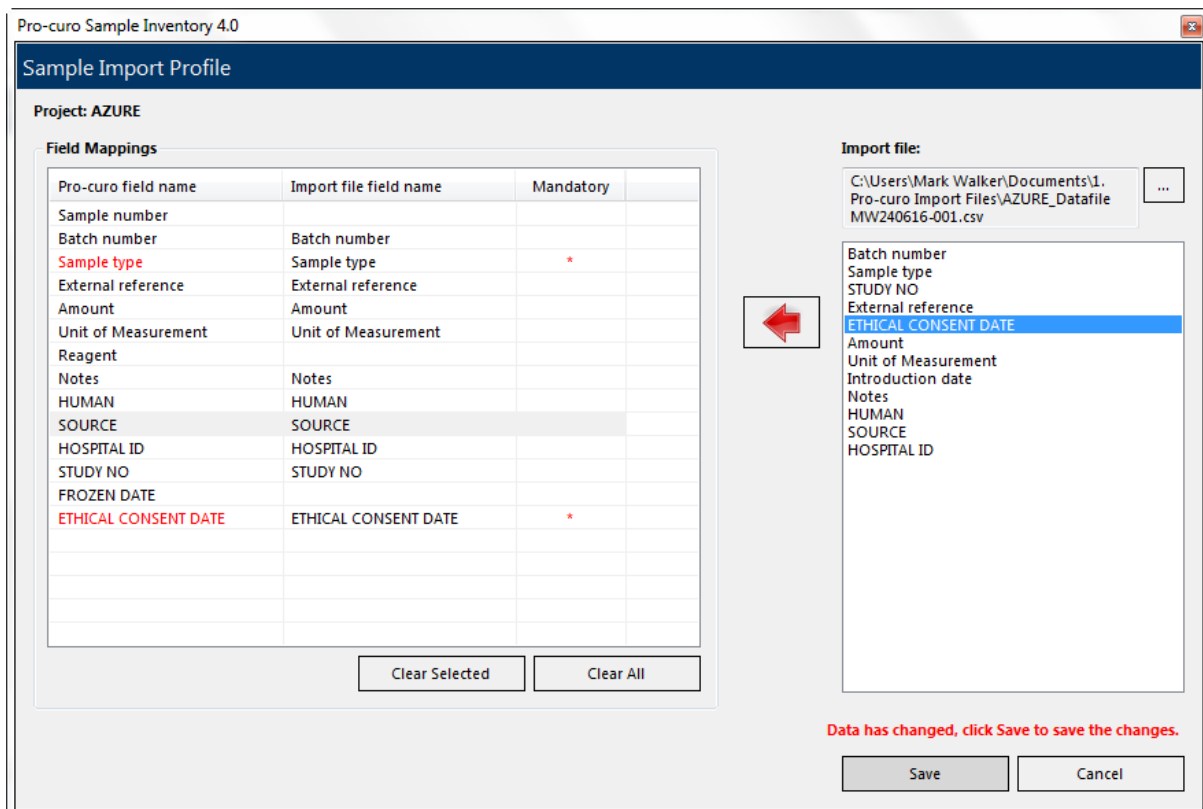 Pro-curo Sample Inventory 4.0
Sample Import Profile
Project: AZURE
Field Mappings
Pro-curo field name Import file field name Mandatory
Sample number
Batch number Batch number
Sample type Sample type *
External reference External reference
Amount Amount
Unit of Measurement Unit of Measurement
Reagent
Notes Notes
HUMAN HUMAN
SOURCE SOURCE
HOSPITAL ID HOSPITAL ID
STUDY NO STUDY NO
FROZEN DATE
ETHICAL CONSENT DATE ETHICAL CONSENT DATE *
Clear Selected Clear All
Import file:
C:\Users\Mark Walker\Documents\1.
Pro-curo Import Files\AZURE_Datafile
MW240616-001.csv
...
Batch number
Sample type
STUDY NO
External reference
ETHICAL CONSENT DATE
Amount
Unit of Measurement
Introduction date
Notes
HUMAN
SOURCE
HOSPITAL ID
Data has changed, click Save to save the changes.
Save Cancel